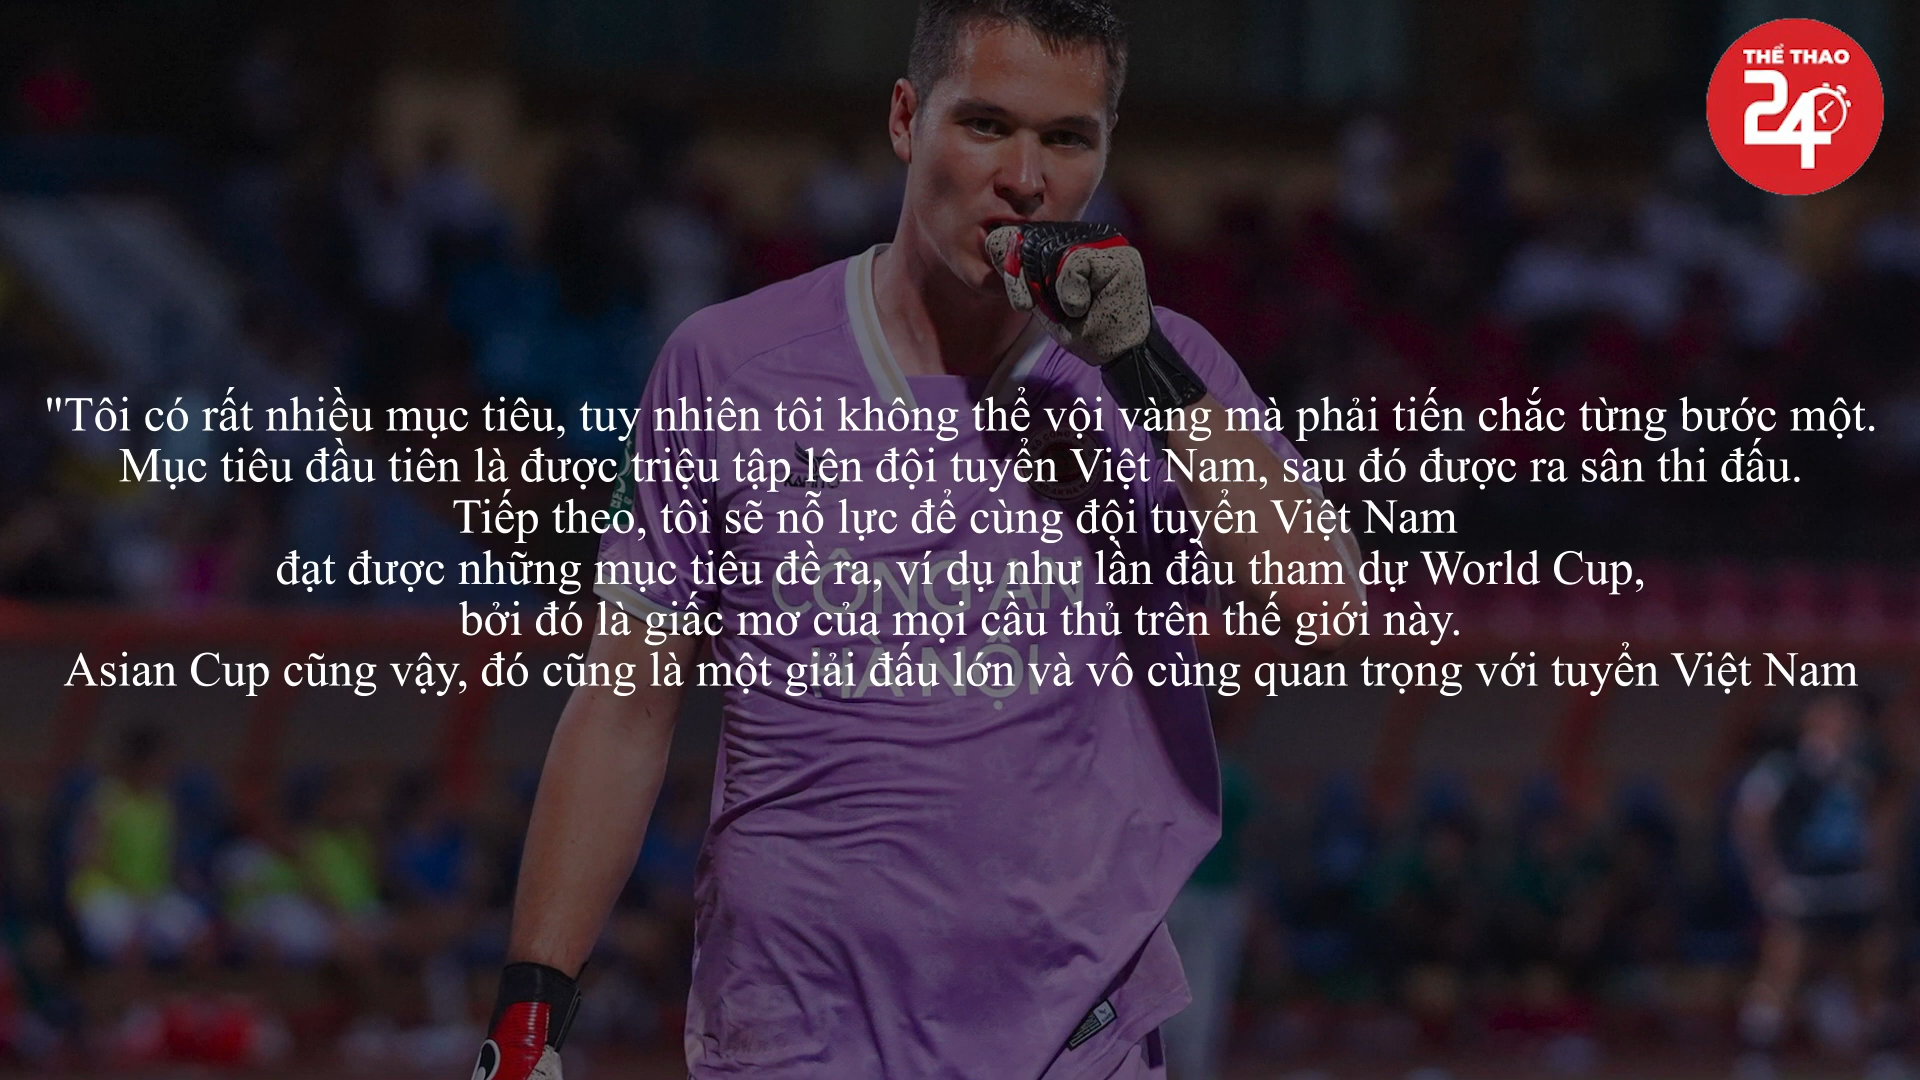 THỂ THAO
24
"Tôi có rất nhiều mục tiêu, tuy nhiên tôi không thể vội vàng mà phải tiến chắc từng bước một.
Mục tiêu đầu tiên là được triệu tập lên đội tuyển Việt Nam, sau đó được ra sân thi đấu.
Tiếp theo, tôi sẽ nỗ lực để cùng đội tuyển Việt Nam
đạt được những mục tiêu đề ra, ví dụ như lần đầu tham dự World Cup,
bởi đó là giấc mơ của mọi cầu thủ trên thế giới này.
Asian Cup cũng vậy, đó cũng là một giải đấu lớn và vô cùng quan trọng với tuyển Việt Nam
CÔNG AN
HÀ NỘI